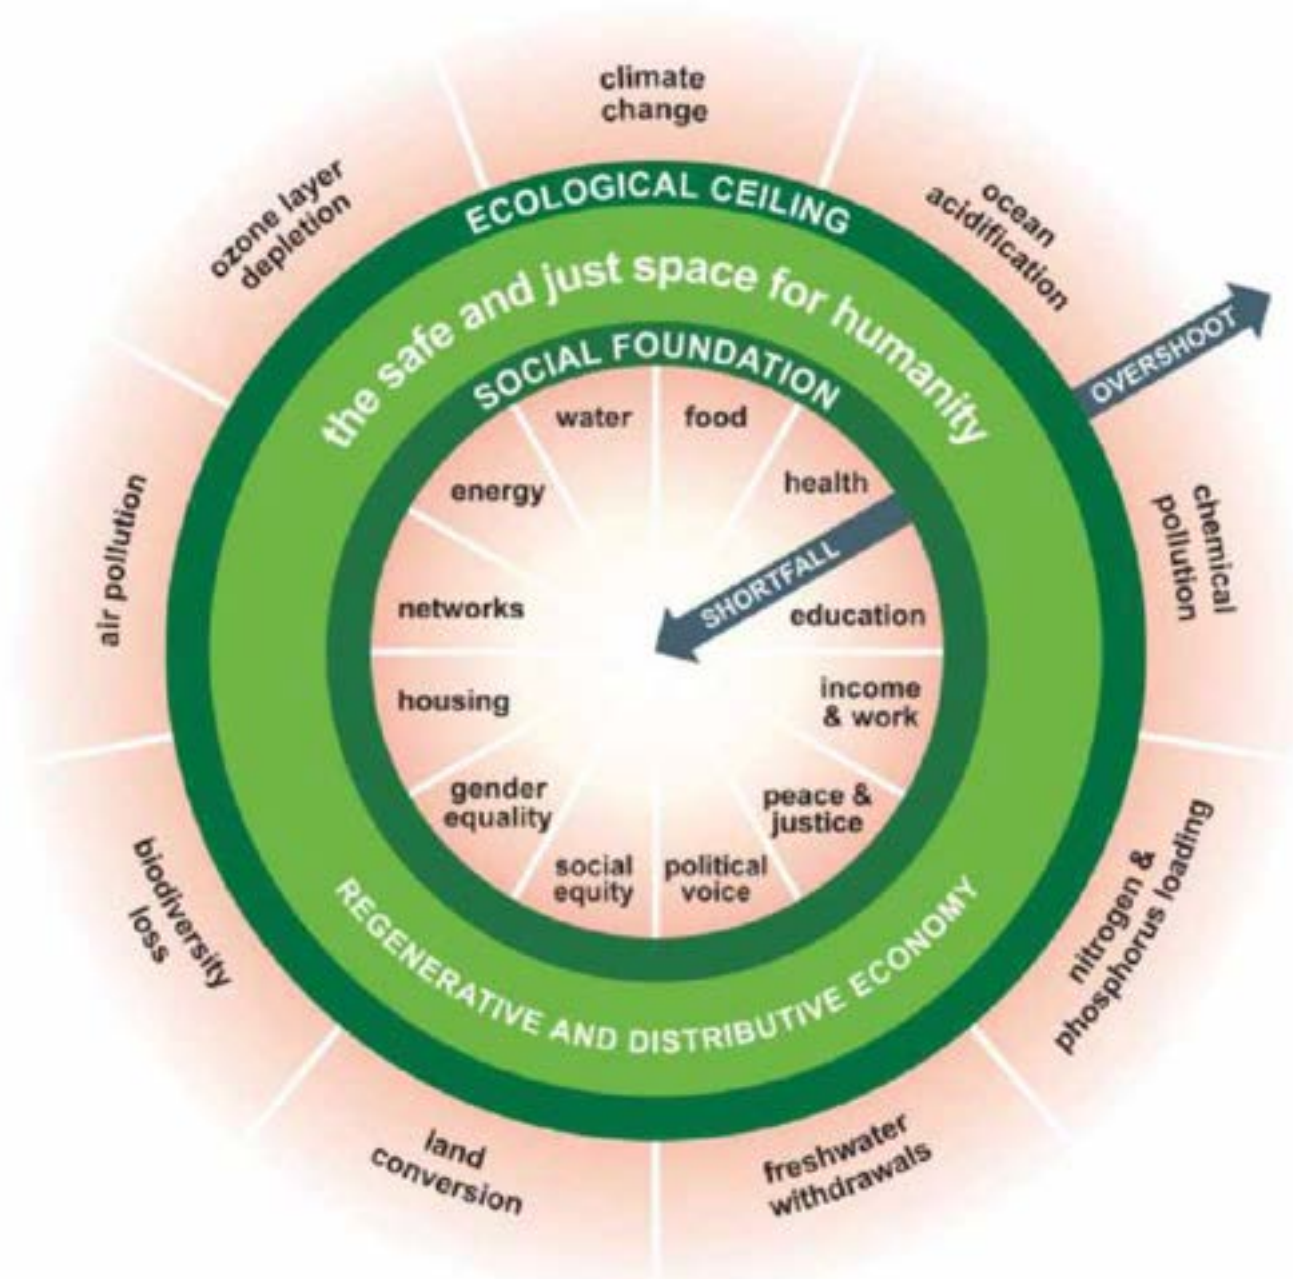 climate
change
ocean
acidification
OVERSHOOT
chemical
pollution
nitrogen &
phosphorus loading
freshwater
withdrawals
land
conversion
biodiversity
loss
air pollution
ozone layer
depletion
ECOLOGICAL CEILING
the safe and just space for humanity
SOCIAL FOUNDATION
water
food
health
SHORTFALL
education
income
& work
peace &
justice
political
voice
social
equity
gender
equality
housing
networks
energy
REGENERATIVE AND DISTRIBUTIVE ECONOMY